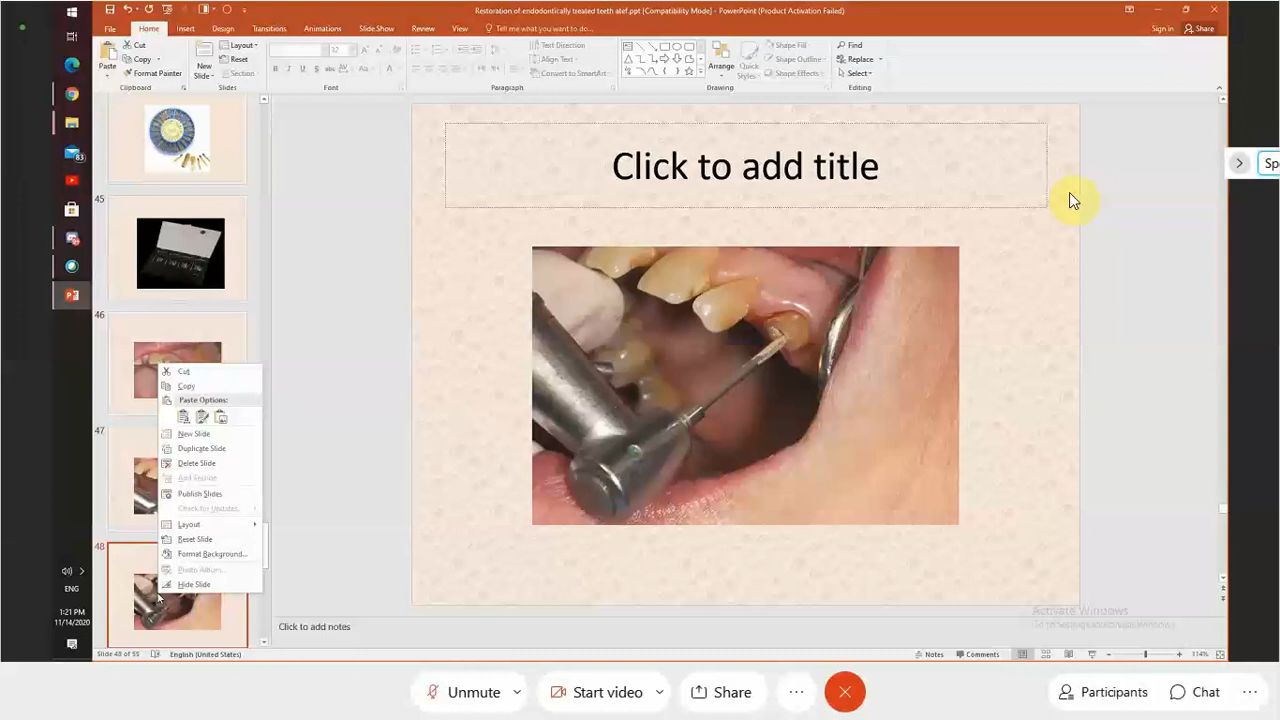 Restoration of endodontically treated teeth atef.ppt [Compatibility Mode] - PowerPoint (Product Activation Failed)
File Home Insert Design Transitions Animations Slide Show Review View Tell me what you want to do... Sign in Share
Paste Cut Copy Format Painter Clipboard
New Slide Layout Reset Section Slides
32 Font
Text Direction Align Text Convert to SmartArt Paragraph
Arrange Quick Styles Shape Fill Shape Outline Shape Effects Drawing
Find Replace Select Editing
83
45
46
47
48
Cut
Copy
Paste Options:
New Slide
Duplicate Slide
Delete Slide
Publish Slides
Check for Updates
Layout
Reset Slide
Format Background...
Photo Album...
Hide Slide
Click to add title
Click to add notes
Activate Windows
ENG
1:21 PM
11/14/2020
Slide 48 of 55 English (United States) Notes Comments 114%
Unmute Start video Share Participants Chat